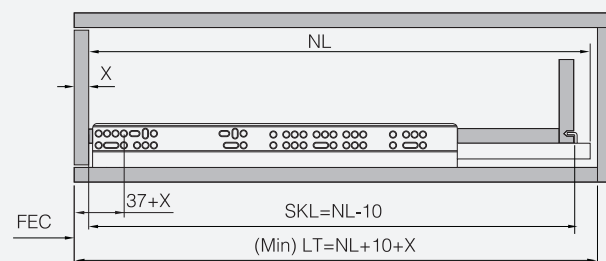 NL
X
37+X
SKL=NL-10
FEC
(Min) LT=NL+10+X